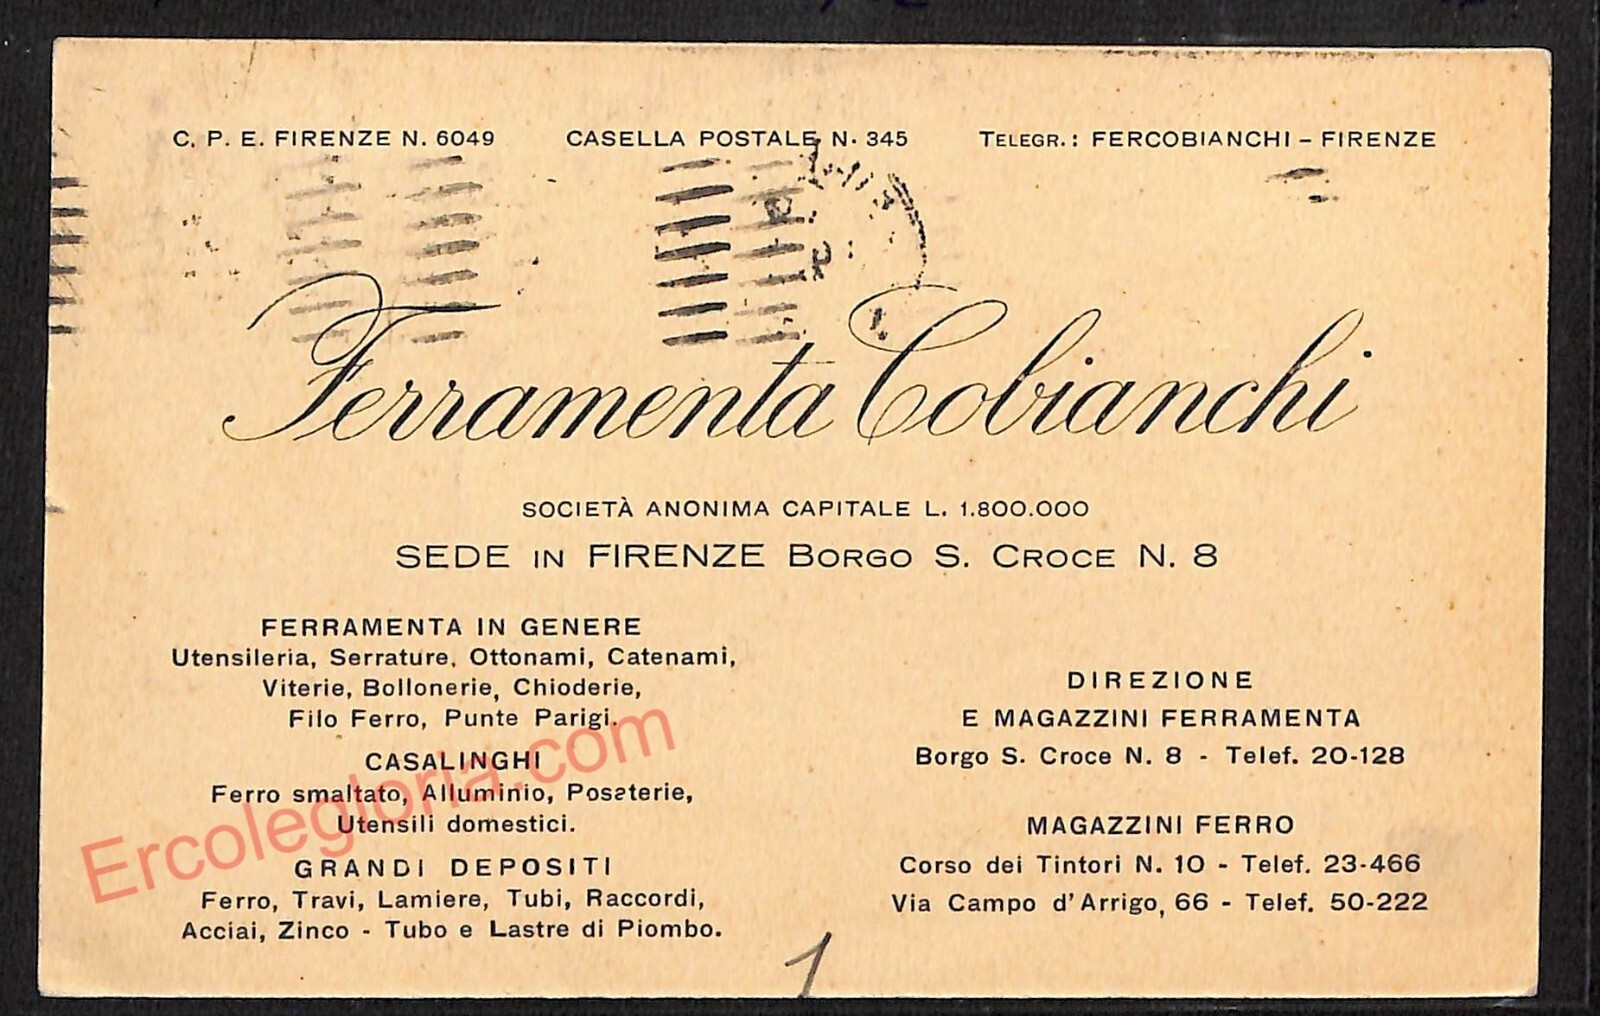 C. P. E. FIRENZE N. 6049 CASELLA POSTALE N. 345 TELEGR.: FERCOBIANCHI - FIRENZE
Ferramenta Cobianchi
SOCIETÀ ANONIMA CAPITALE L. 1.800.000
SEDE IN FIRENZE BORGO S. CROCE N. 8
FERRAMENTA IN GENERE
Utensileria, Serrature, Ottonami, Catenami,
Viterie, Bollonerie, Chioderie,
Filo Ferro, Punte Parigi.
CASALINGHI
Ferro smaltato, Alluminio, Posaterie,
Utensili domestici.
GRANDI DEPOSITI
Ferro, Travi, Lamiere, Tubi, Raccordi,
Acciai, Zinco - Tubo e Lastre di Piombo.
DIREZIONE
E MAGAZZINI FERRAMENTA
Borgo S. Croce N. 8 - Telef. 20-128
MAGAZZINI FERRO
Corso dei Tintori N. 10 - Telef. 23-466
Via Campo d'Arrigo, 66 - Telef. 50-222
1
Ercolegloria.com